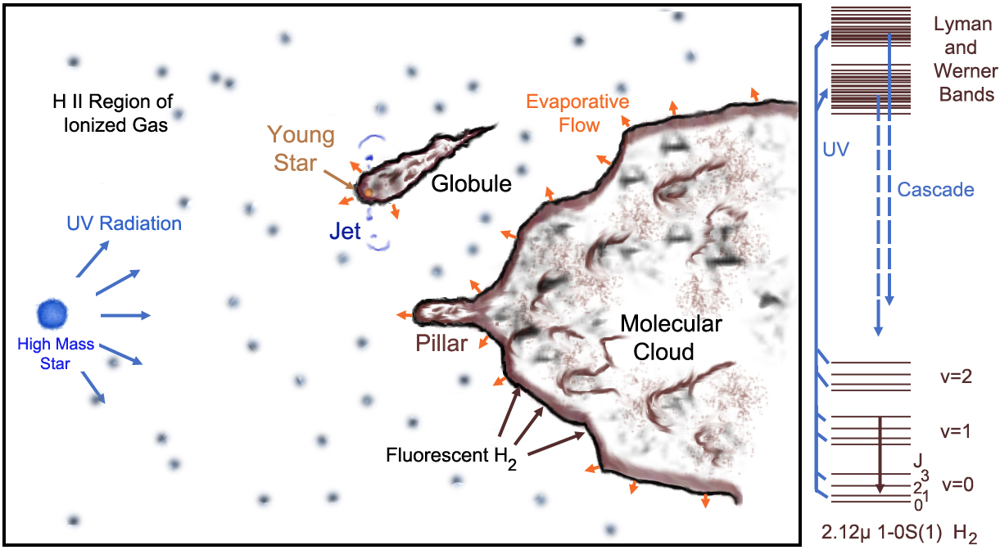 H II Region of
Ionized Gas
Young
Star
Globule
Jet
Evaporative
Flow
UV Radiation
High Mass
Star
Pillar
Molecular
Cloud
Fluorescent H₂
Lyman
and
Werner
Bands
UV
Cascade
v=2
v=1
J
3
2
1
0
v=0
2.12μ 1-0S(1) H₂